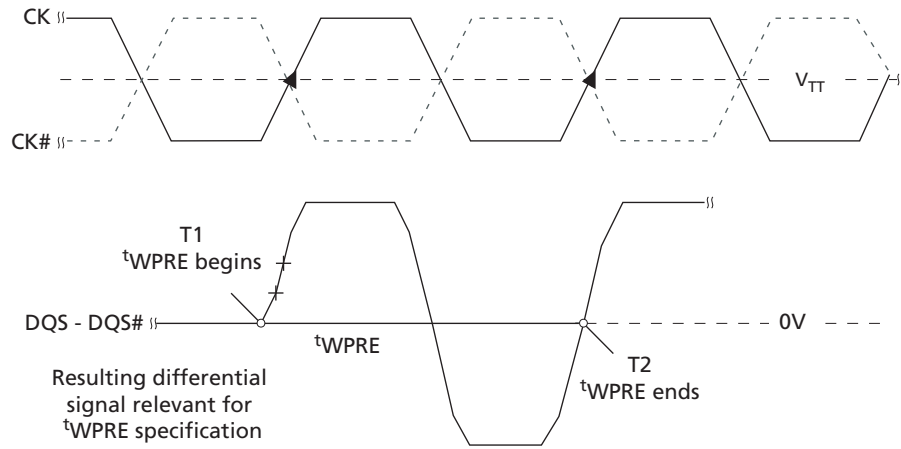 CK
V_TT
CK#
T1
ᵗWPRE begins
DQS - DQS#
0V
ᵗWPRE
T2
ᵗWPRE ends
Resulting differential
signal relevant for
ᵗWPRE specification